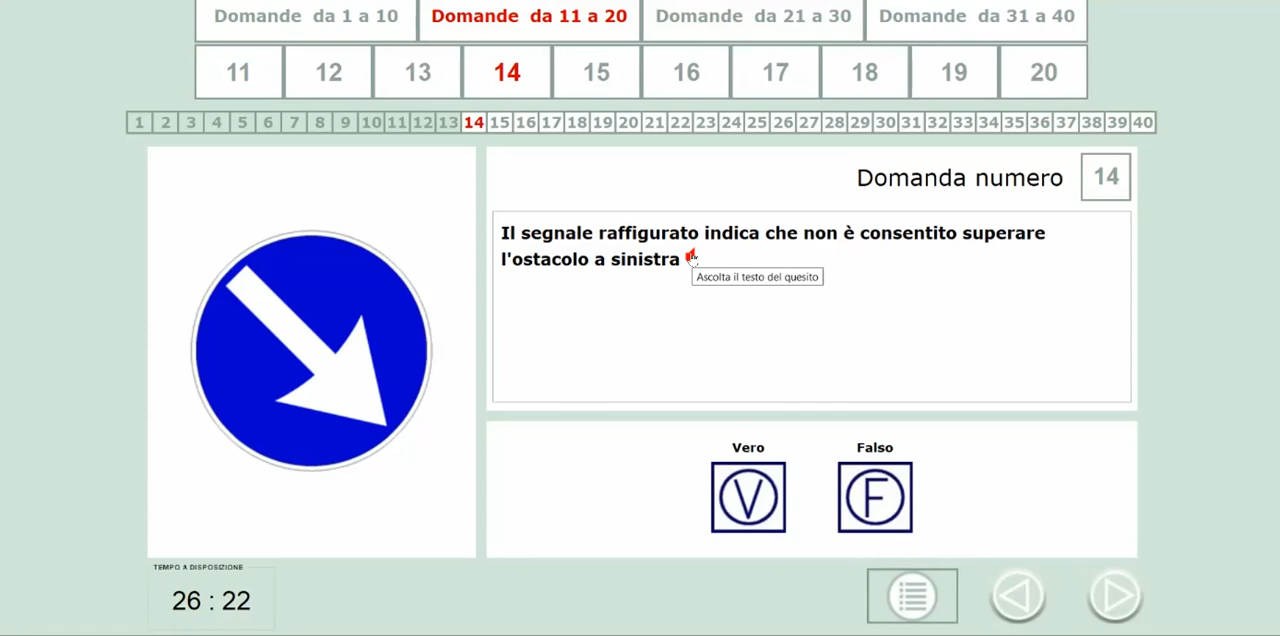 Domande da 1 a 10 Domande da 11 a 20 Domande da 21 a 30 Domande da 31 a 40
11 12 13 14 15 16 17 18 19 20
1 2 3 4 5 6 7 8 9 10 11 12 13 14 15 16 17 18 19 20 21 22 23 24 25 26 27 28 29 30 31 32 33 34 35 36 37 38 39 40
Domanda numero 14
Il segnale raffigurato indica che non è consentito superare
l'ostacolo a sinistra
Ascolta il testo del quesito
Vero Falso
V F
TEMPO A DISPOSIZIONE
26 : 22